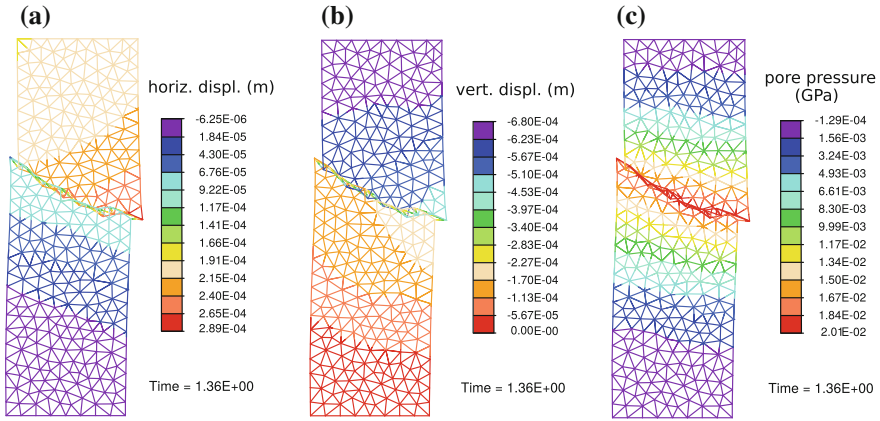 (a)
horiz. displ. (m)
-6.25E-06
1.84E-05
4.30E-05
6.76E-05
9.22E-05
1.17E-04
1.41E-04
1.66E-04
1.91E-04
2.15E-04
2.40E-04
2.65E-04
2.89E-04
Time = 1.36E+00
(b)
vert. displ. (m)
-6.80E-04
-6.23E-04
-5.67E-04
-5.10E-04
-4.53E-04
-3.97E-04
-3.40E-04
-2.83E-04
-2.27E-04
-1.70E-04
-1.13E-04
-5.67E-05
0.00E-00
Time = 1.36E+00
(c)
pore pressure
(GPa)
-1.29E-04
1.56E-03
3.24E-03
4.93E-03
6.61E-03
8.30E-03
9.99E-03
1.17E-02
1.34E-02
1.50E-02
1.67E-02
1.84E-02
2.01E-02
Time = 1.36E+00